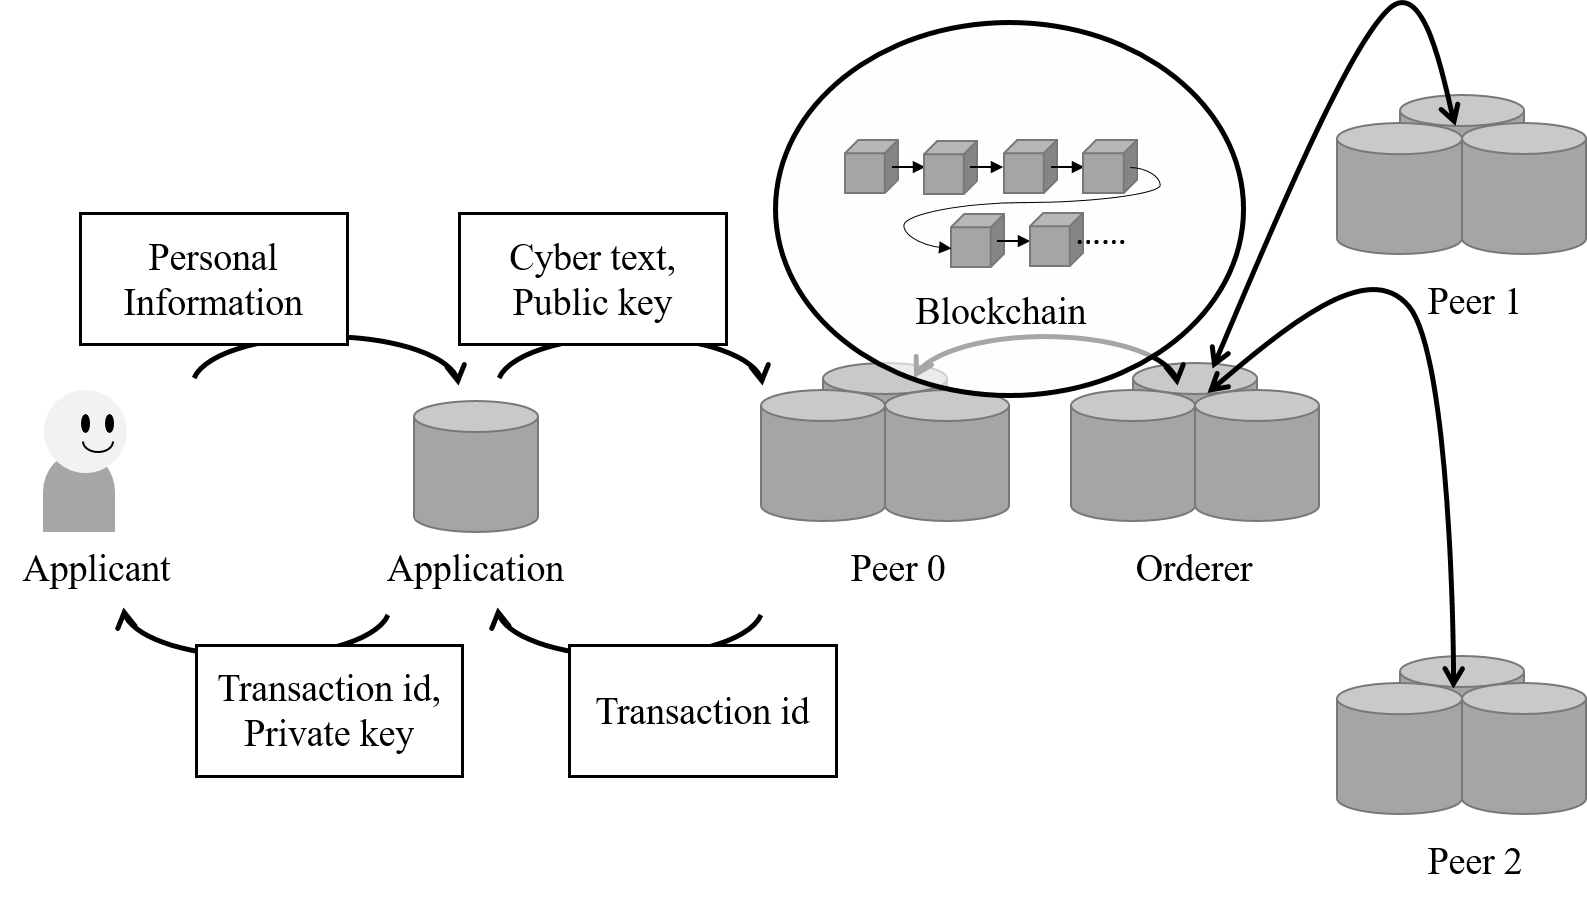 Personal
Information
Cyber text,
Public key
Blockchain
Peer 1
Applicant
Application
Peer 0
Orderer
Transaction id,
Private key
Transaction id
Peer 2